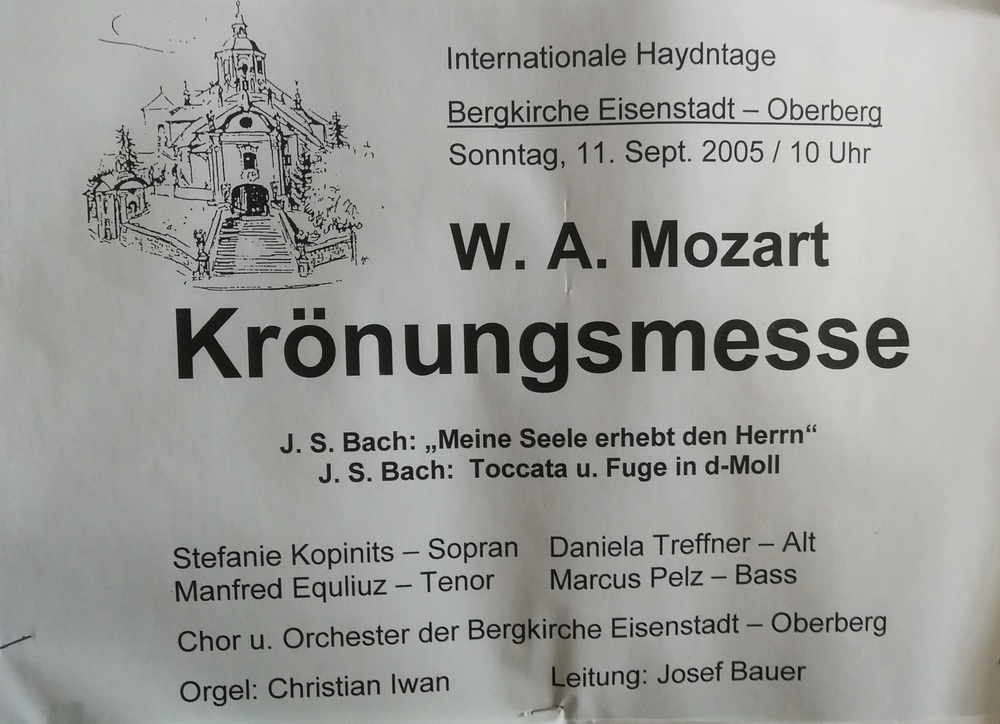 Internationale Haydntage
Bergkirche Eisenstadt – Oberberg
Sonntag, 11. Sept. 2005 / 10 Uhr
W. A. Mozart
Krönungsmesse
J. S. Bach: „Meine Seele erhebt den Herrn“
J. S. Bach: Toccata u. Fuge in d-Moll
Stefanie Kopinits – Sopran Daniela Treffner – Alt
Manfred Equliuz – Tenor Marcus Pelz – Bass
Chor u. Orchester der Bergkirche Eisenstadt – Oberberg
Orgel: Christian Iwan Leitung: Josef Bauer